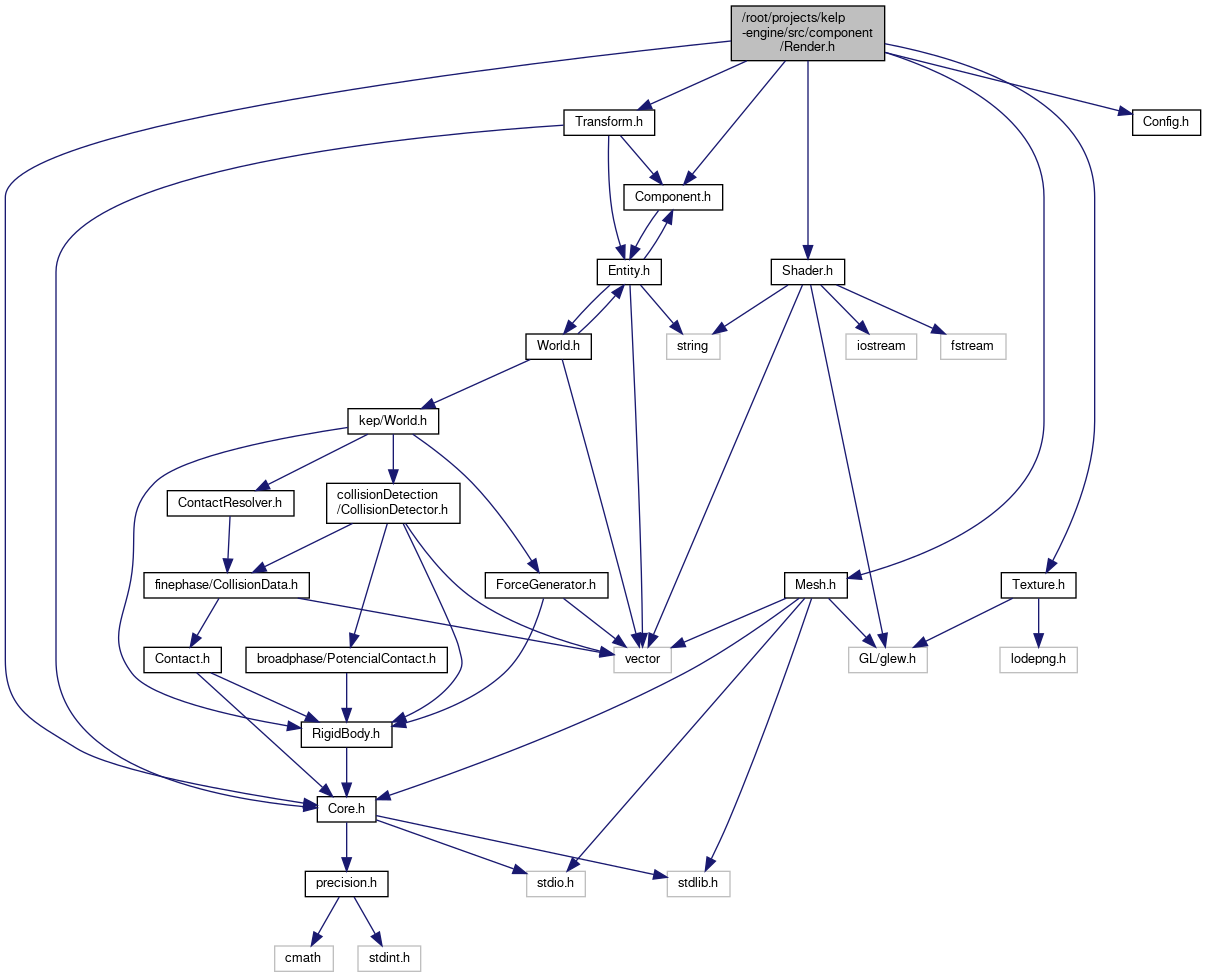 /root/projects/kelp
-engine/src/component
/Render.h
Transform.h
Config.h
Component.h
Entity.h
Shader.h
World.h
string
iostream
fstream
kep/World.h
ContactResolver.h
collisionDetection
/CollisionDetector.h
finephase/CollisionData.h
ForceGenerator.h
Mesh.h
Texture.h
Contact.h
broadphase/PotencialContact.h
vector
GL/glew.h
lodepng.h
RigidBody.h
Core.h
precision.h
stdio.h
stdlib.h
cmath
stdint.h